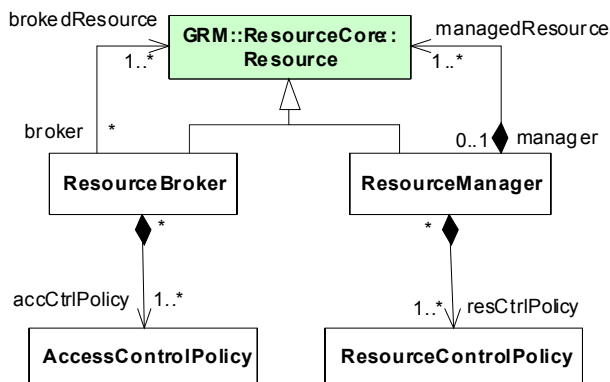 brokedResource
GRM::ResourceCore::
Resource
managedResource
1..*
1..*
broker
*
0..1
manager
ResourceBroker
ResourceManager
*
*
accCtrlPolicy
1..*
1..*
resCtrlPolicy
AccessControlPolicy
ResourceControlPolicy